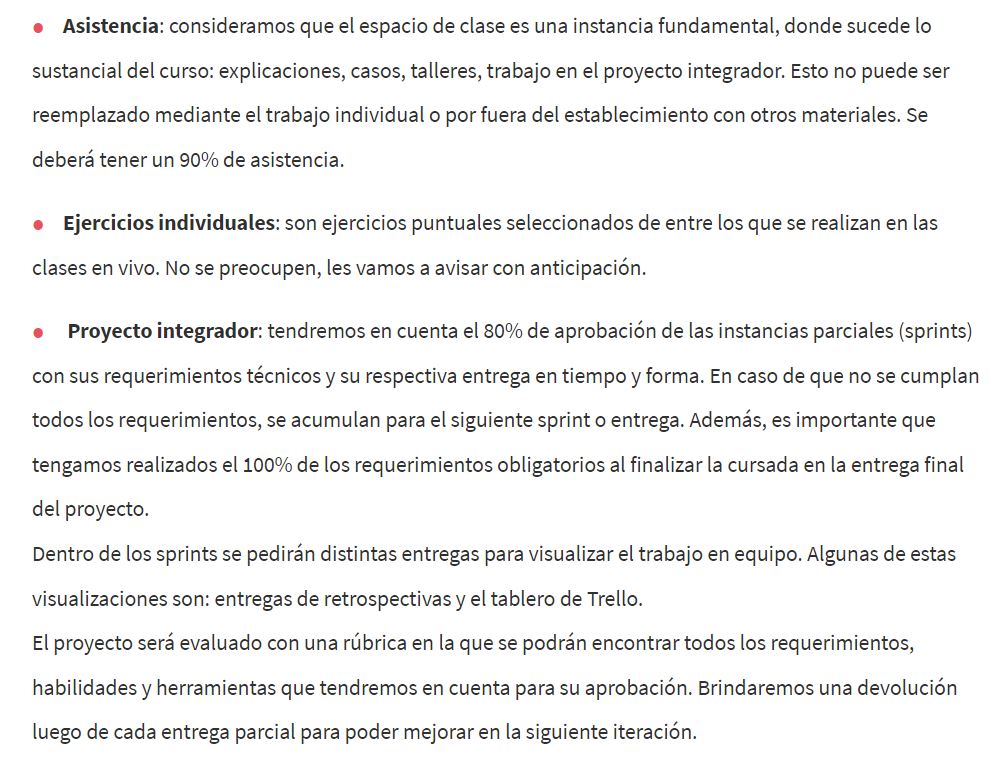 ● Asistencia: consideramos que el espacio de clase es una instancia fundamental, donde sucede lo
sustancial del curso: explicaciones, casos, talleres, trabajo en el proyecto integrador. Esto no puede ser
reemplazado mediante el trabajo individual o por fuera del establecimiento con otros materiales. Se
deberá tener un 90% de asistencia.
● Ejercicios individuales: son ejercicios puntuales seleccionados de entre los que se realizan en las
clases en vivo. No se preocupen, les vamos a avisar con anticipación.
● Proyecto integrador: tendremos en cuenta el 80% de aprobación de las instancias parciales (sprints)
con sus requerimientos técnicos y su respectiva entrega en tiempo y forma. En caso de que no se cumplan
todos los requerimientos, se acumulan para el siguiente sprint o entrega. Además, es importante que
tengamos realizados el 100% de los requerimientos obligatorios al finalizar la cursada en la entrega final
del proyecto.
Dentro de los sprints se pedirán distintas entregas para visualizar el trabajo en equipo. Algunas de estas
visualizaciones son: entregas de retrospectivas y el tablero de Trello.
El proyecto será evaluado con una rúbrica en la que se podrán encontrar todos los requerimientos,
habilidades y herramientas que tendremos en cuenta para su aprobación. Brindaremos una devolución
luego de cada entrega parcial para poder mejorar en la siguiente iteración.